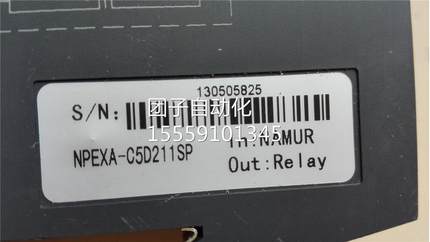 130505825
S/N:
团子自动化
15559101345
NPEXA-C5D211SP
In:NAMUR
Out:Relay